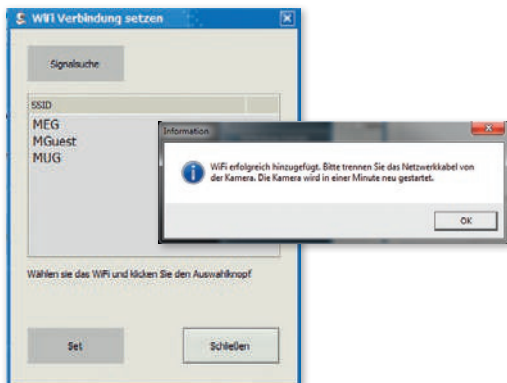 WiFi Verbindung setzen
Signalsuche
SSID
MEG
MGuest
MUG
Information
WiFi erfolgreich hinzugefügt. Bitte trennen Sie das Netzwerkkabel von
der Kamera. Die Kamera wird in einer Minute neu gestartet.
OK
Wählen sie das WiFi und klicken Sie den Auswahlknopf
Set
Schließen